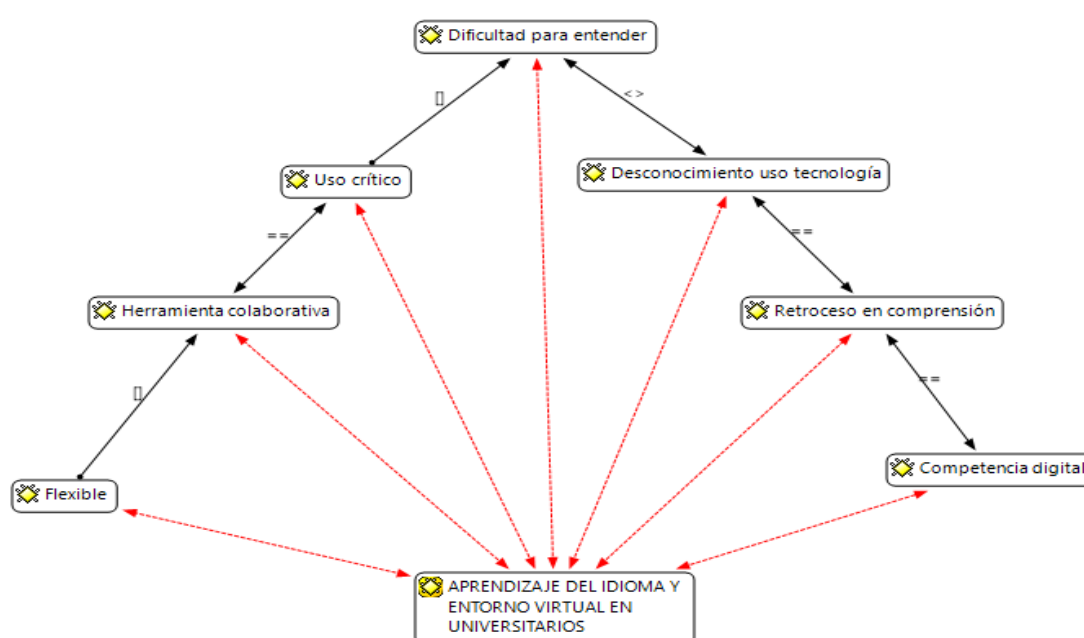 Dificultad para entender
[]
<>
Uso crítico
Desconocimiento uso tecnología
==
==
Herramienta colaborativa
Retroceso en comprensión
[]
==
Flexible
Competencia digital
APRENDIZAJE DEL IDIOMA Y
ENTORNO VIRTUAL EN
UNIVERSITARIOS